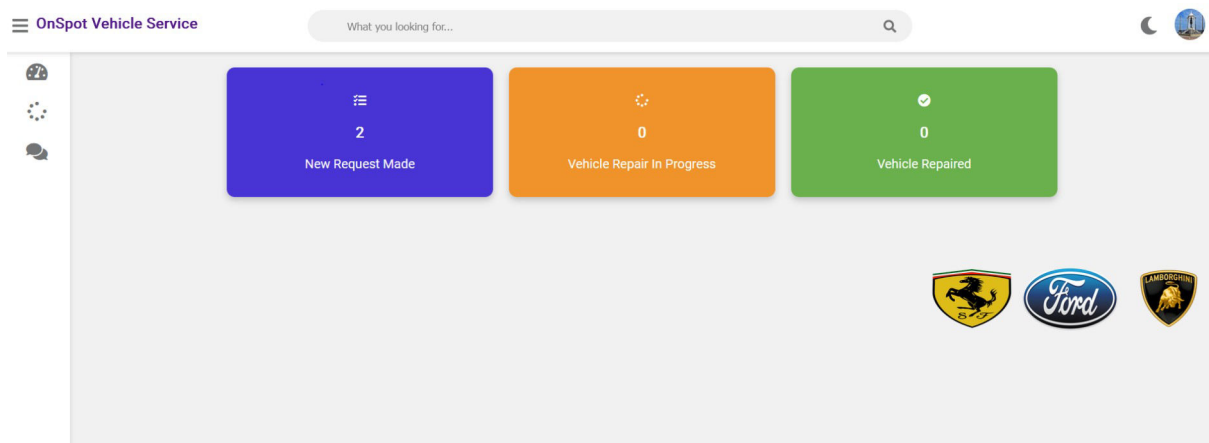 OnSpot Vehicle Service
What you looking for...
2
New Request Made
0
Vehicle Repair In Progress
0
Vehicle Repaired
S F
Ford
LAMBORGHINI